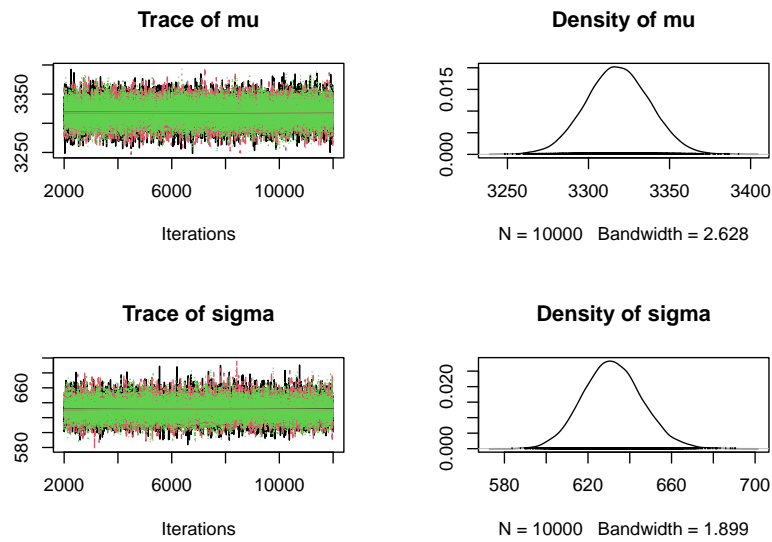 Trace of mu
3250 3350
2000 6000 10000
Iterations
Density of mu
0.000 0.015
3250 3300 3350 3400
N = 10000 Bandwidth = 2.628
Trace of sigma
580 660
2000 6000 10000
Iterations
Density of sigma
0.000 0.020
580 620 660 700
N = 10000 Bandwidth = 1.899